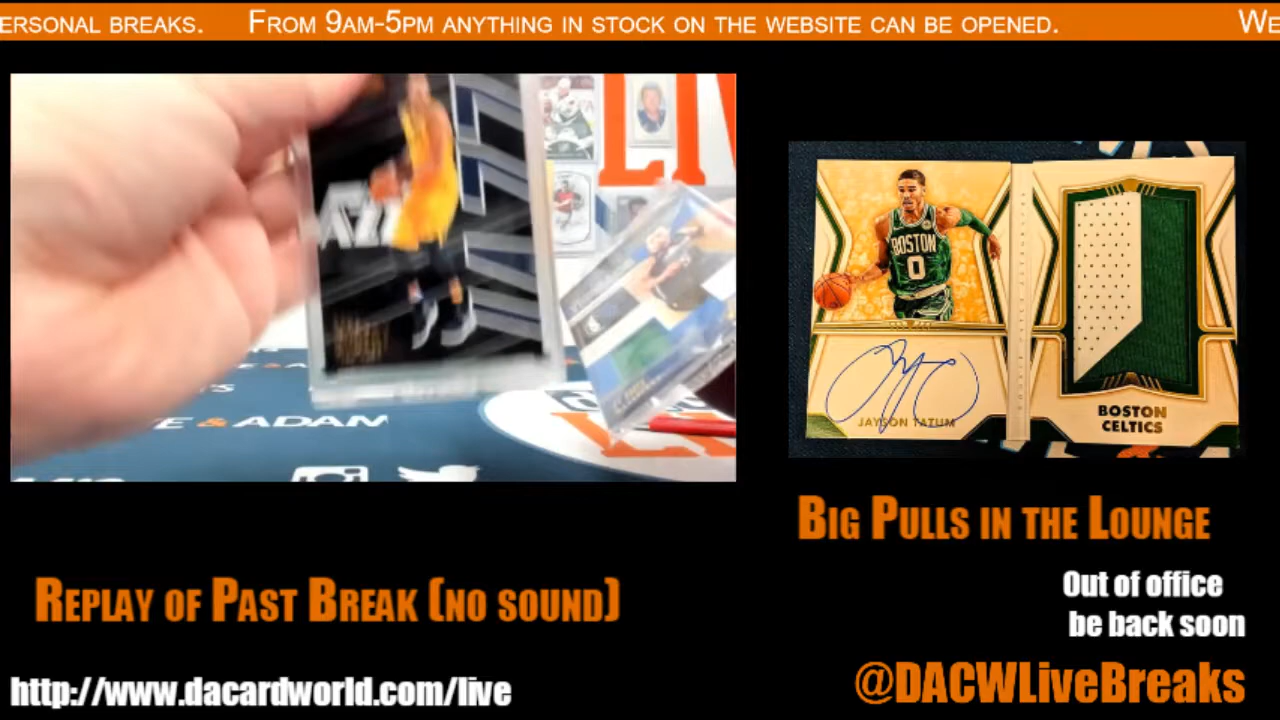 ERSONAL BREAKS. FROM 9AM-5PM ANYTHING IN STOCK ON THE WEBSITE CAN BE OPENED. WE
LIV
E & ADAM
BOSTON
0
JAYSON TATUM
BOSTON
CELTICS
BIG PULLS IN THE LOUNGE
Out of office
be back soon
REPLAY OF PAST BREAK (NO SOUND)
http://www.dacardworld.com/live
@DACWLiveBreaks